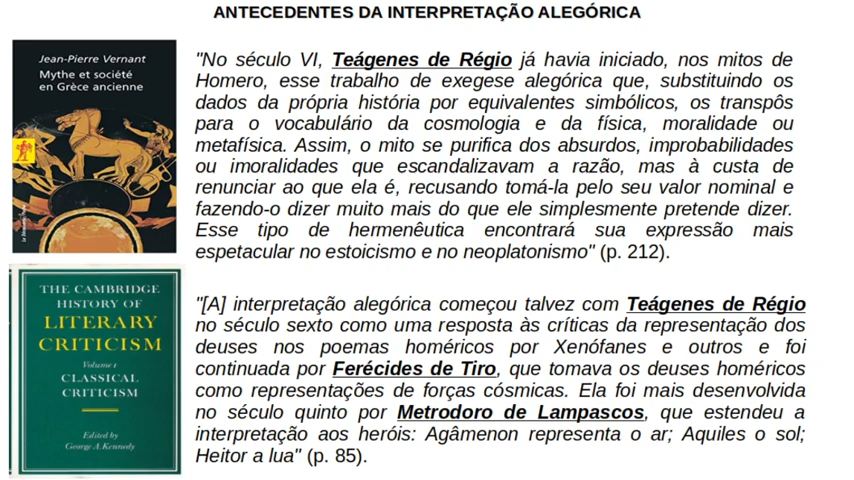 ANTECEDENTES DA INTERPRETAÇÃO ALEGÓRICA
Jean-Pierre Vernant
Mythe et société
en Grèce ancienne
"No século VI, Teágenes de Régio já havia iniciado, nos mitos de
Homero, esse trabalho de exegese alegórica que, substituindo os
dados da própria história por equivalentes simbólicos, os transpôs
para o vocabulário da cosmologia e da física, moralidade ou
metafísica. Assim, o mito se purifica dos absurdos, improbabilidades
ou imoralidades que escandalizavam a razão, mas à custa de
renunciar ao que ela é, recusando tomá-la pelo seu valor nominal e
fazendo-o dizer muito mais do que ele simplesmente pretende dizer.
Esse tipo de hermenêutica encontrará sua expressão mais
espetacular no estoicismo e no neoplatonismo" (p. 212).
THE CAMBRIDGE
HISTORY OF
LITERARY
CRITICISM
Volume 1
CLASSICAL
CRITICISM
Edited by
George A. Kennedy
"[A] interpretação alegórica começou talvez com Teágenes de Régio
no século sexto como uma resposta às críticas da representação dos
deuses nos poemas homéricos por Xenófanes e outros e foi
continuada por Ferécides de Tiro, que tomava os deuses homéricos
como representações de forças cósmicas. Ela foi mais desenvolvida
no século quinto por Metrodoro de Lampascos, que estendeu a
interpretação aos heróis: Agâmenon representa o ar; Aquiles o sol;
Heitor a lua" (p. 85).